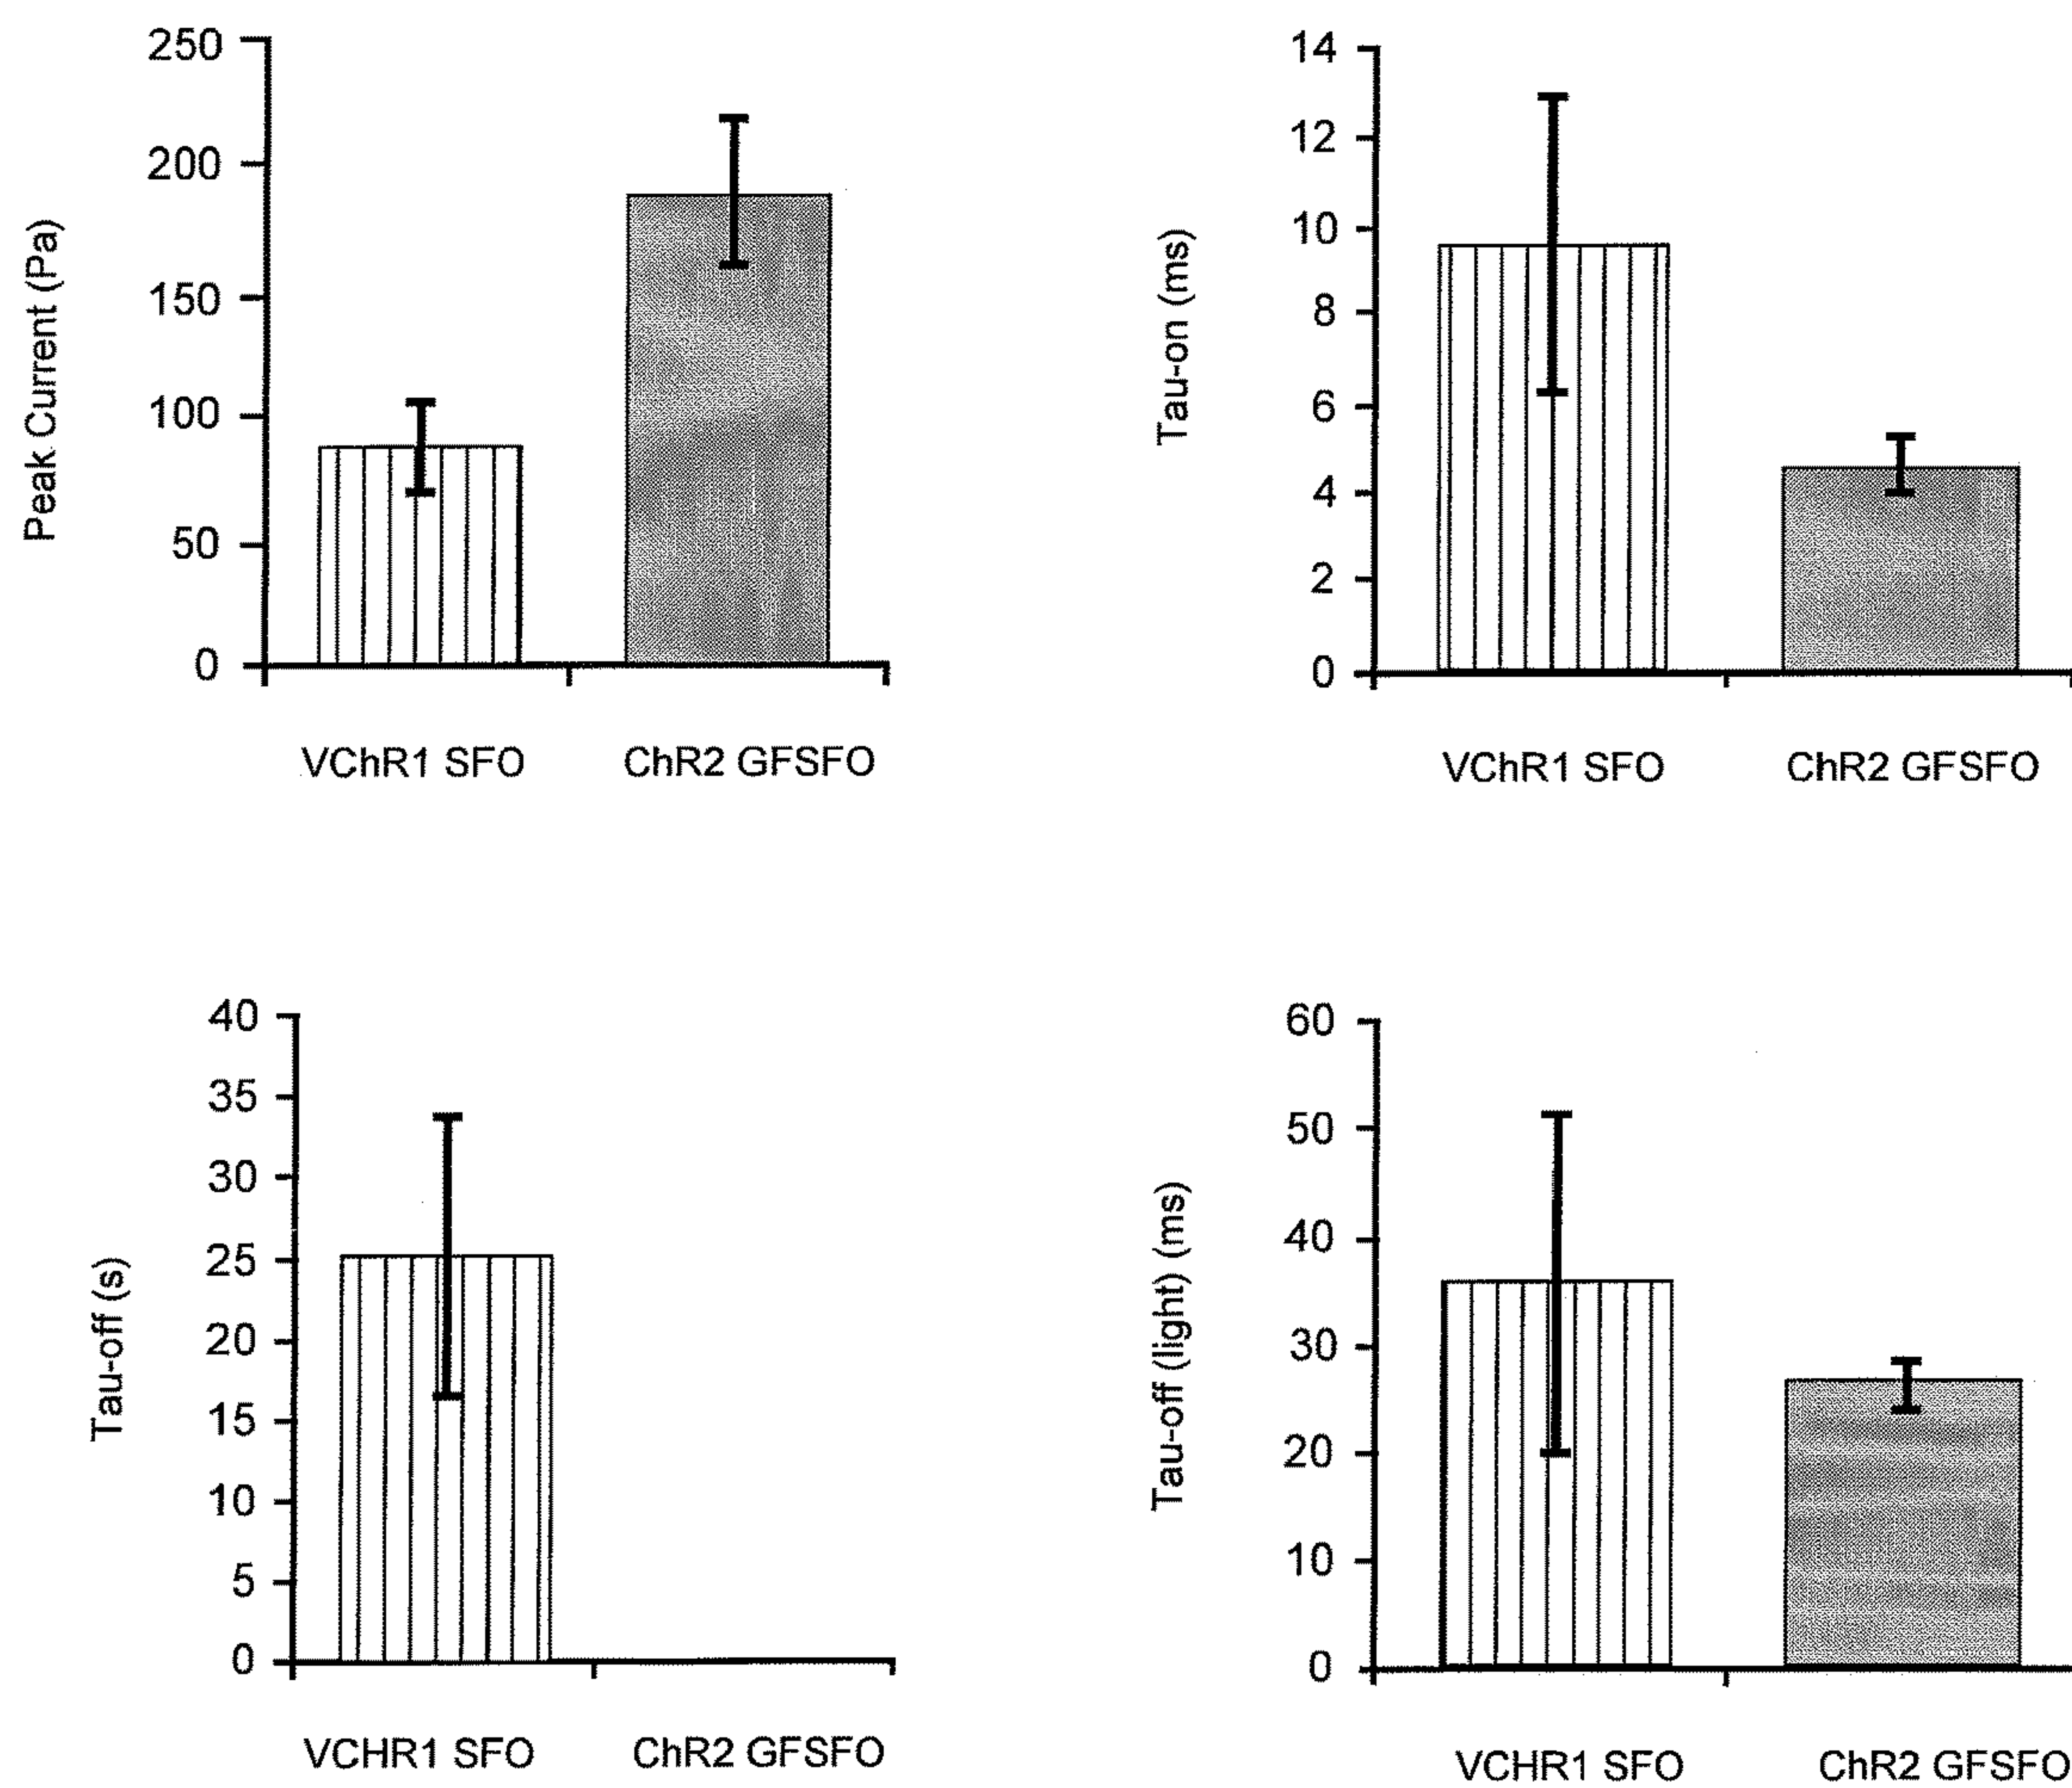 Peak Current (Pa)
250
200
150
100
50
0
VChR1 SFO
ChR2 GFSFO
Tau-on (ms)
14
12
10
8
6
4
2
0
VChR1 SFO
ChR2 GFSFO
Tau-off (s)
40
35
30
25
20
15
10
5
0
VCHR1 SFO
ChR2 GFSFO
Tau-off (light) (ms)
60
50
40
30
20
10
0
VCHR1 SFO
ChR2 GFSFO